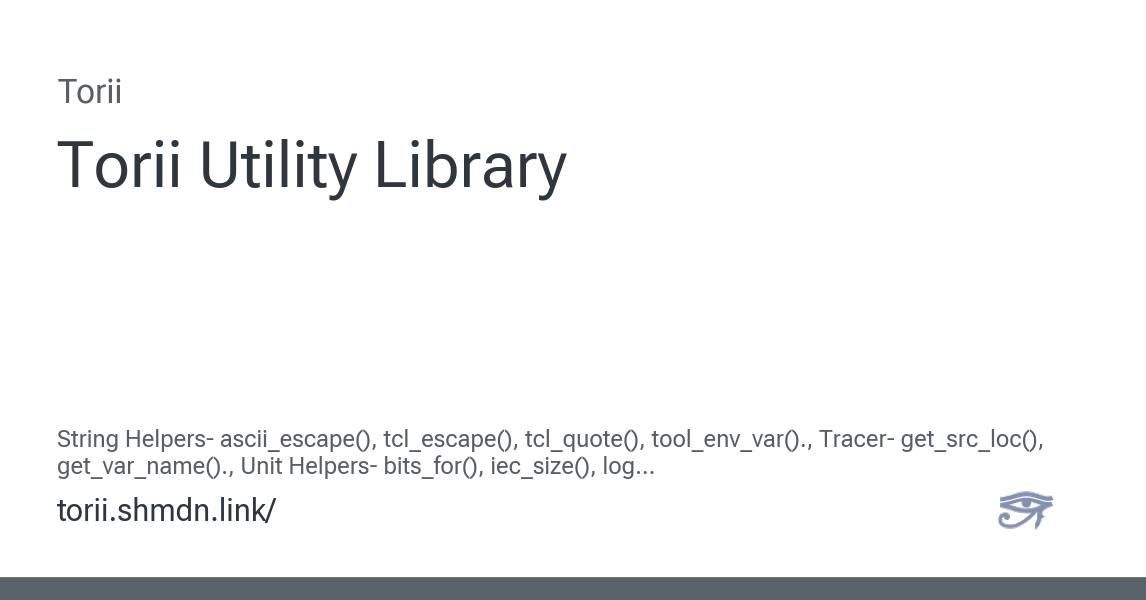 Torii
Torii Utility Library
String Helpers- ascii_escape(), tcl_escape(), tcl_quote(), tool_env_var()., Tracer- get_src_loc(),
get_var_name()., Unit Helpers- bits_for(), iec_size(), log...
torii.shmdn.link/